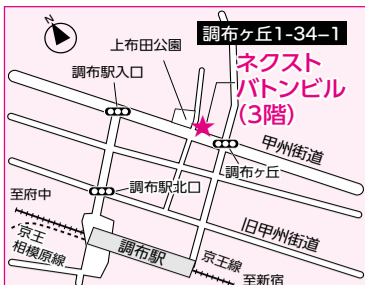 N
調布ヶ丘1-34-1
上布田公園
ネクスト
バトンビル
(3階)
調布駅入口
甲州街道
調布ヶ丘
調布駅北口
旧甲州街道
至府中
京王
相模原線
調布駅
京王線
至新宿